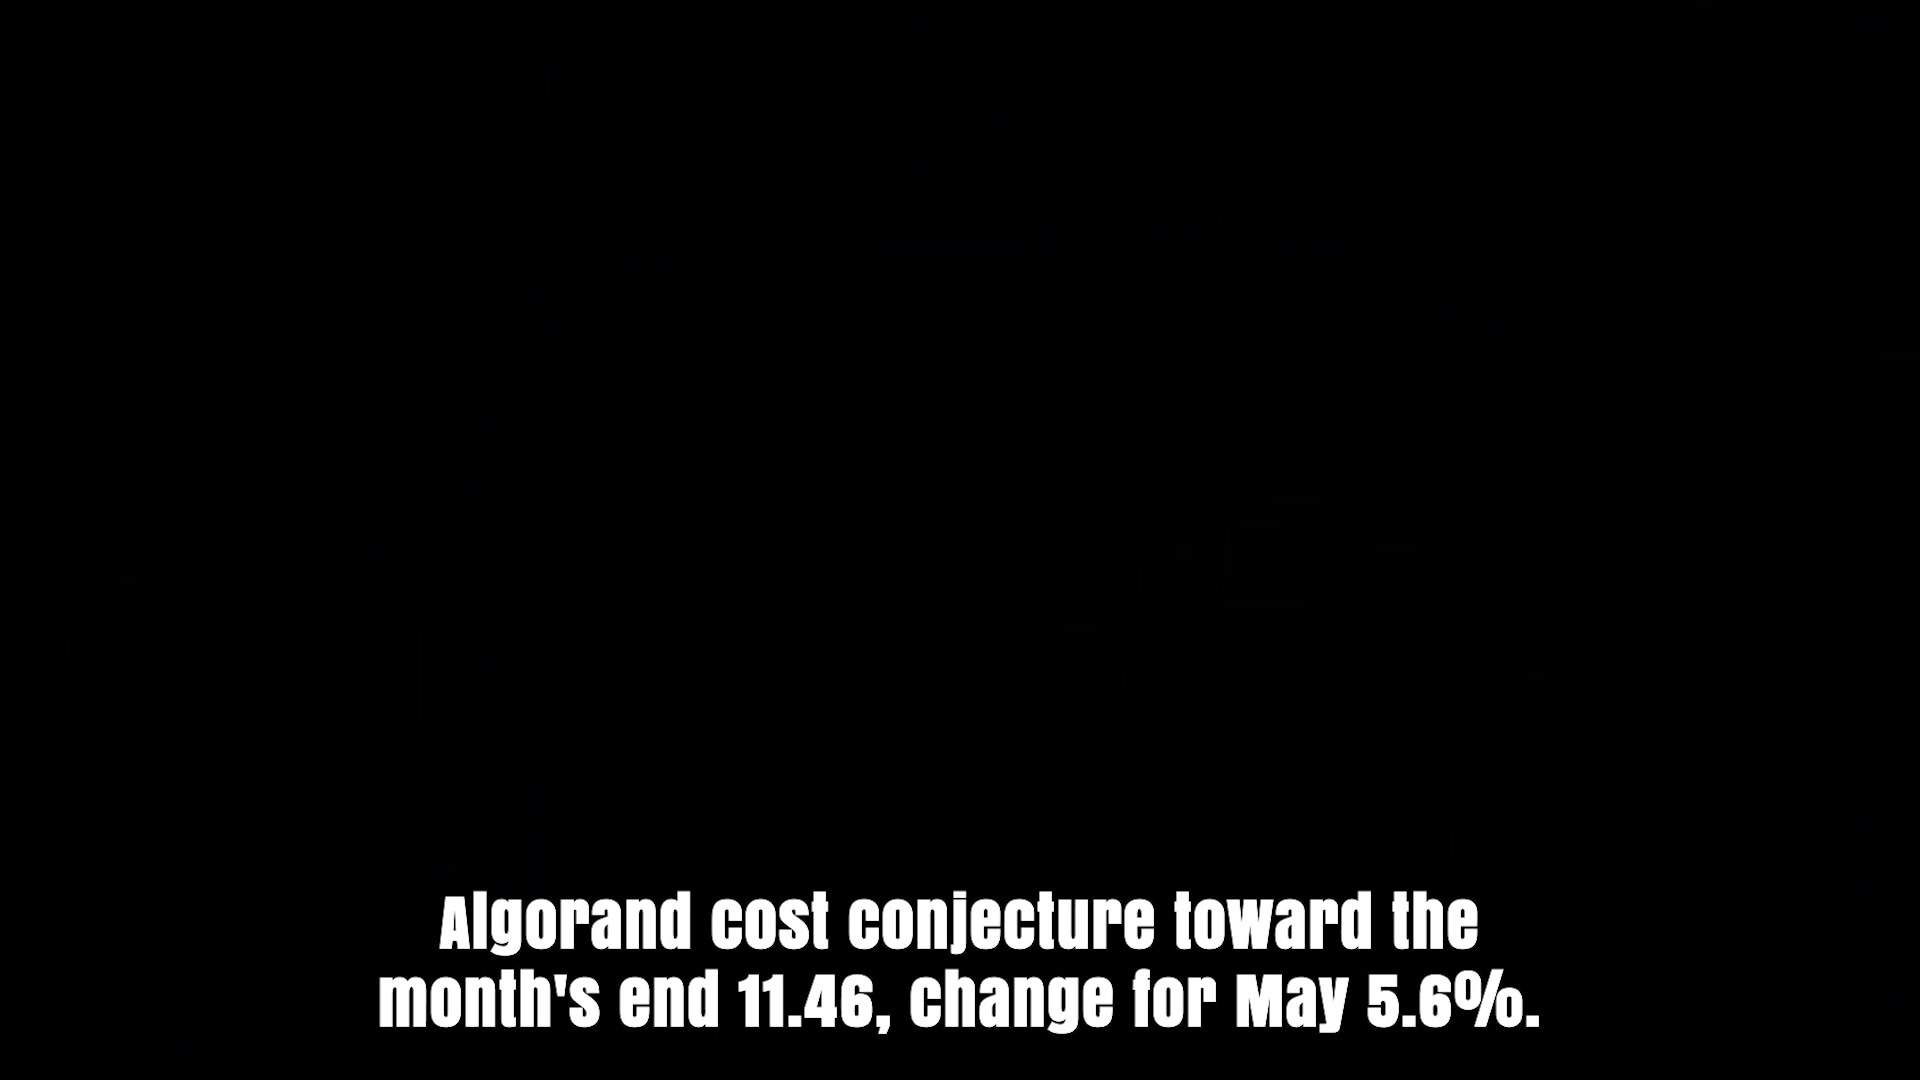 Algorand cost conjecture toward the
month's end 11.46, change for May 5.6%.